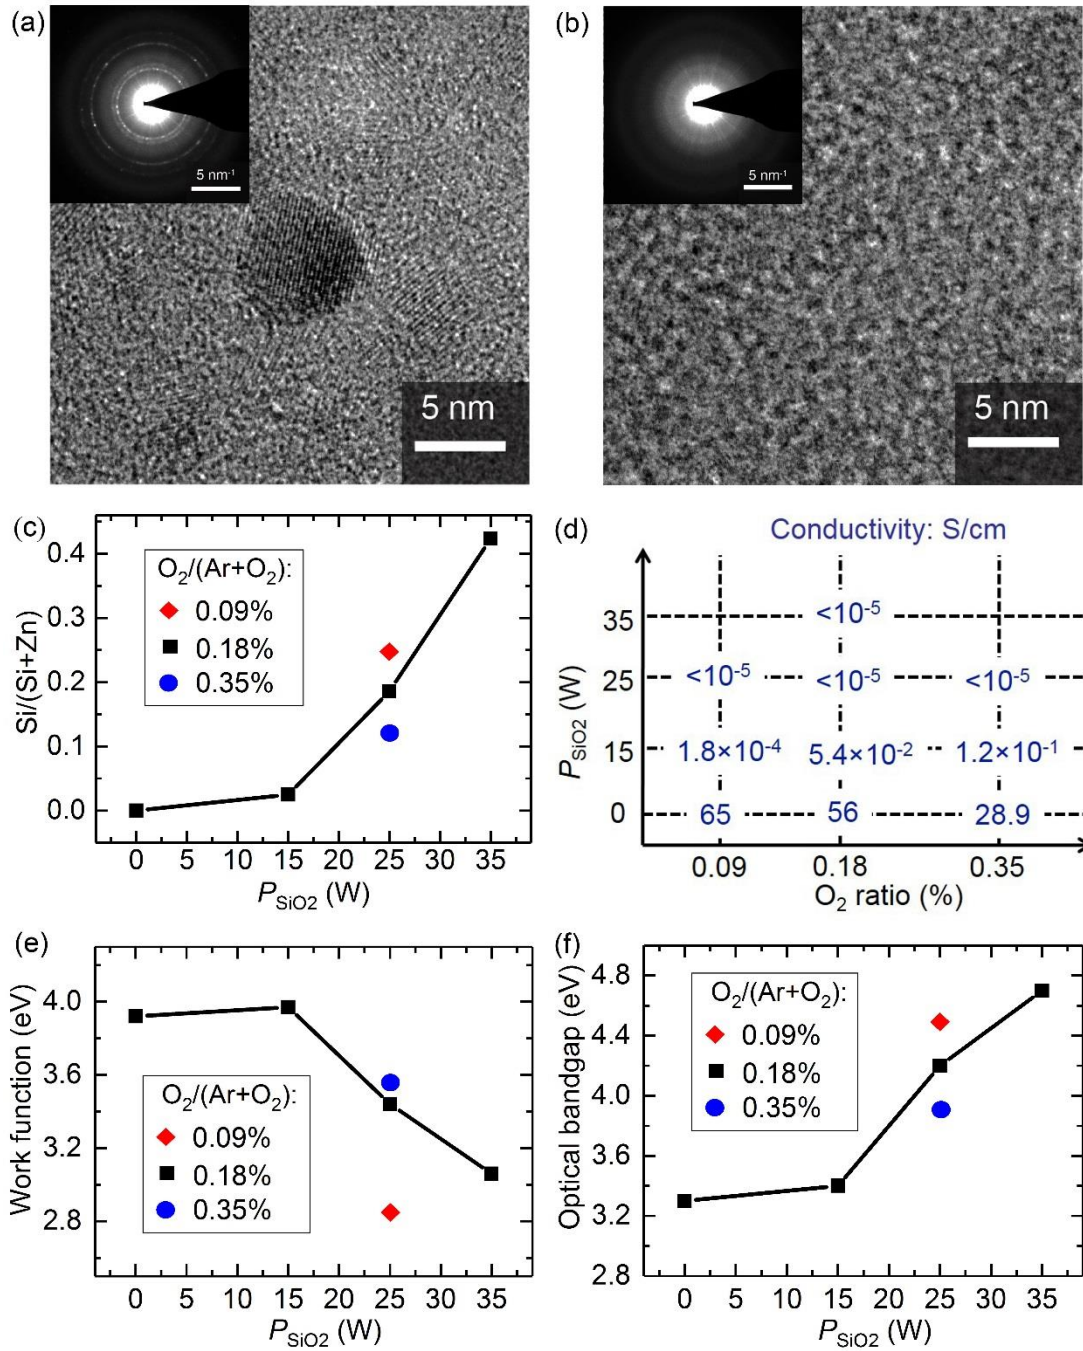 (a)
5 nm⁻¹
5 nm
(b)
5 nm⁻¹
5 nm
(c)
Si/(Si+Zn)
0.4
0.3
0.2
0.1
0.0
O₂/(Ar+O₂):
0.09%
0.18%
0.35%
0 5 10 15 20 25 30 35
P_SiO2 (W)
(d)
Conductivity: S/cm
P_SiO2 (W)
35 <10⁻⁵
25 <10⁻⁵ <10⁻⁵ <10⁻⁵
15 1.8×10⁻⁴ 5.4×10⁻² 1.2×10⁻¹
0 65 56 28.9
0.09 0.18 0.35
O₂ ratio (%)
(e)
Work function (eV)
4.0
3.6
3.2
2.8
O₂/(Ar+O₂):
0.09%
0.18%
0.35%
0 5 10 15 20 25 30 35
P_SiO2 (W)
(f)
Optical bandgap (eV)
4.8
4.4
4.0
3.6
3.2
2.8
O₂/(Ar+O₂):
0.09%
0.18%
0.35%
0 5 10 15 20 25 30 35
P_SiO2 (W)